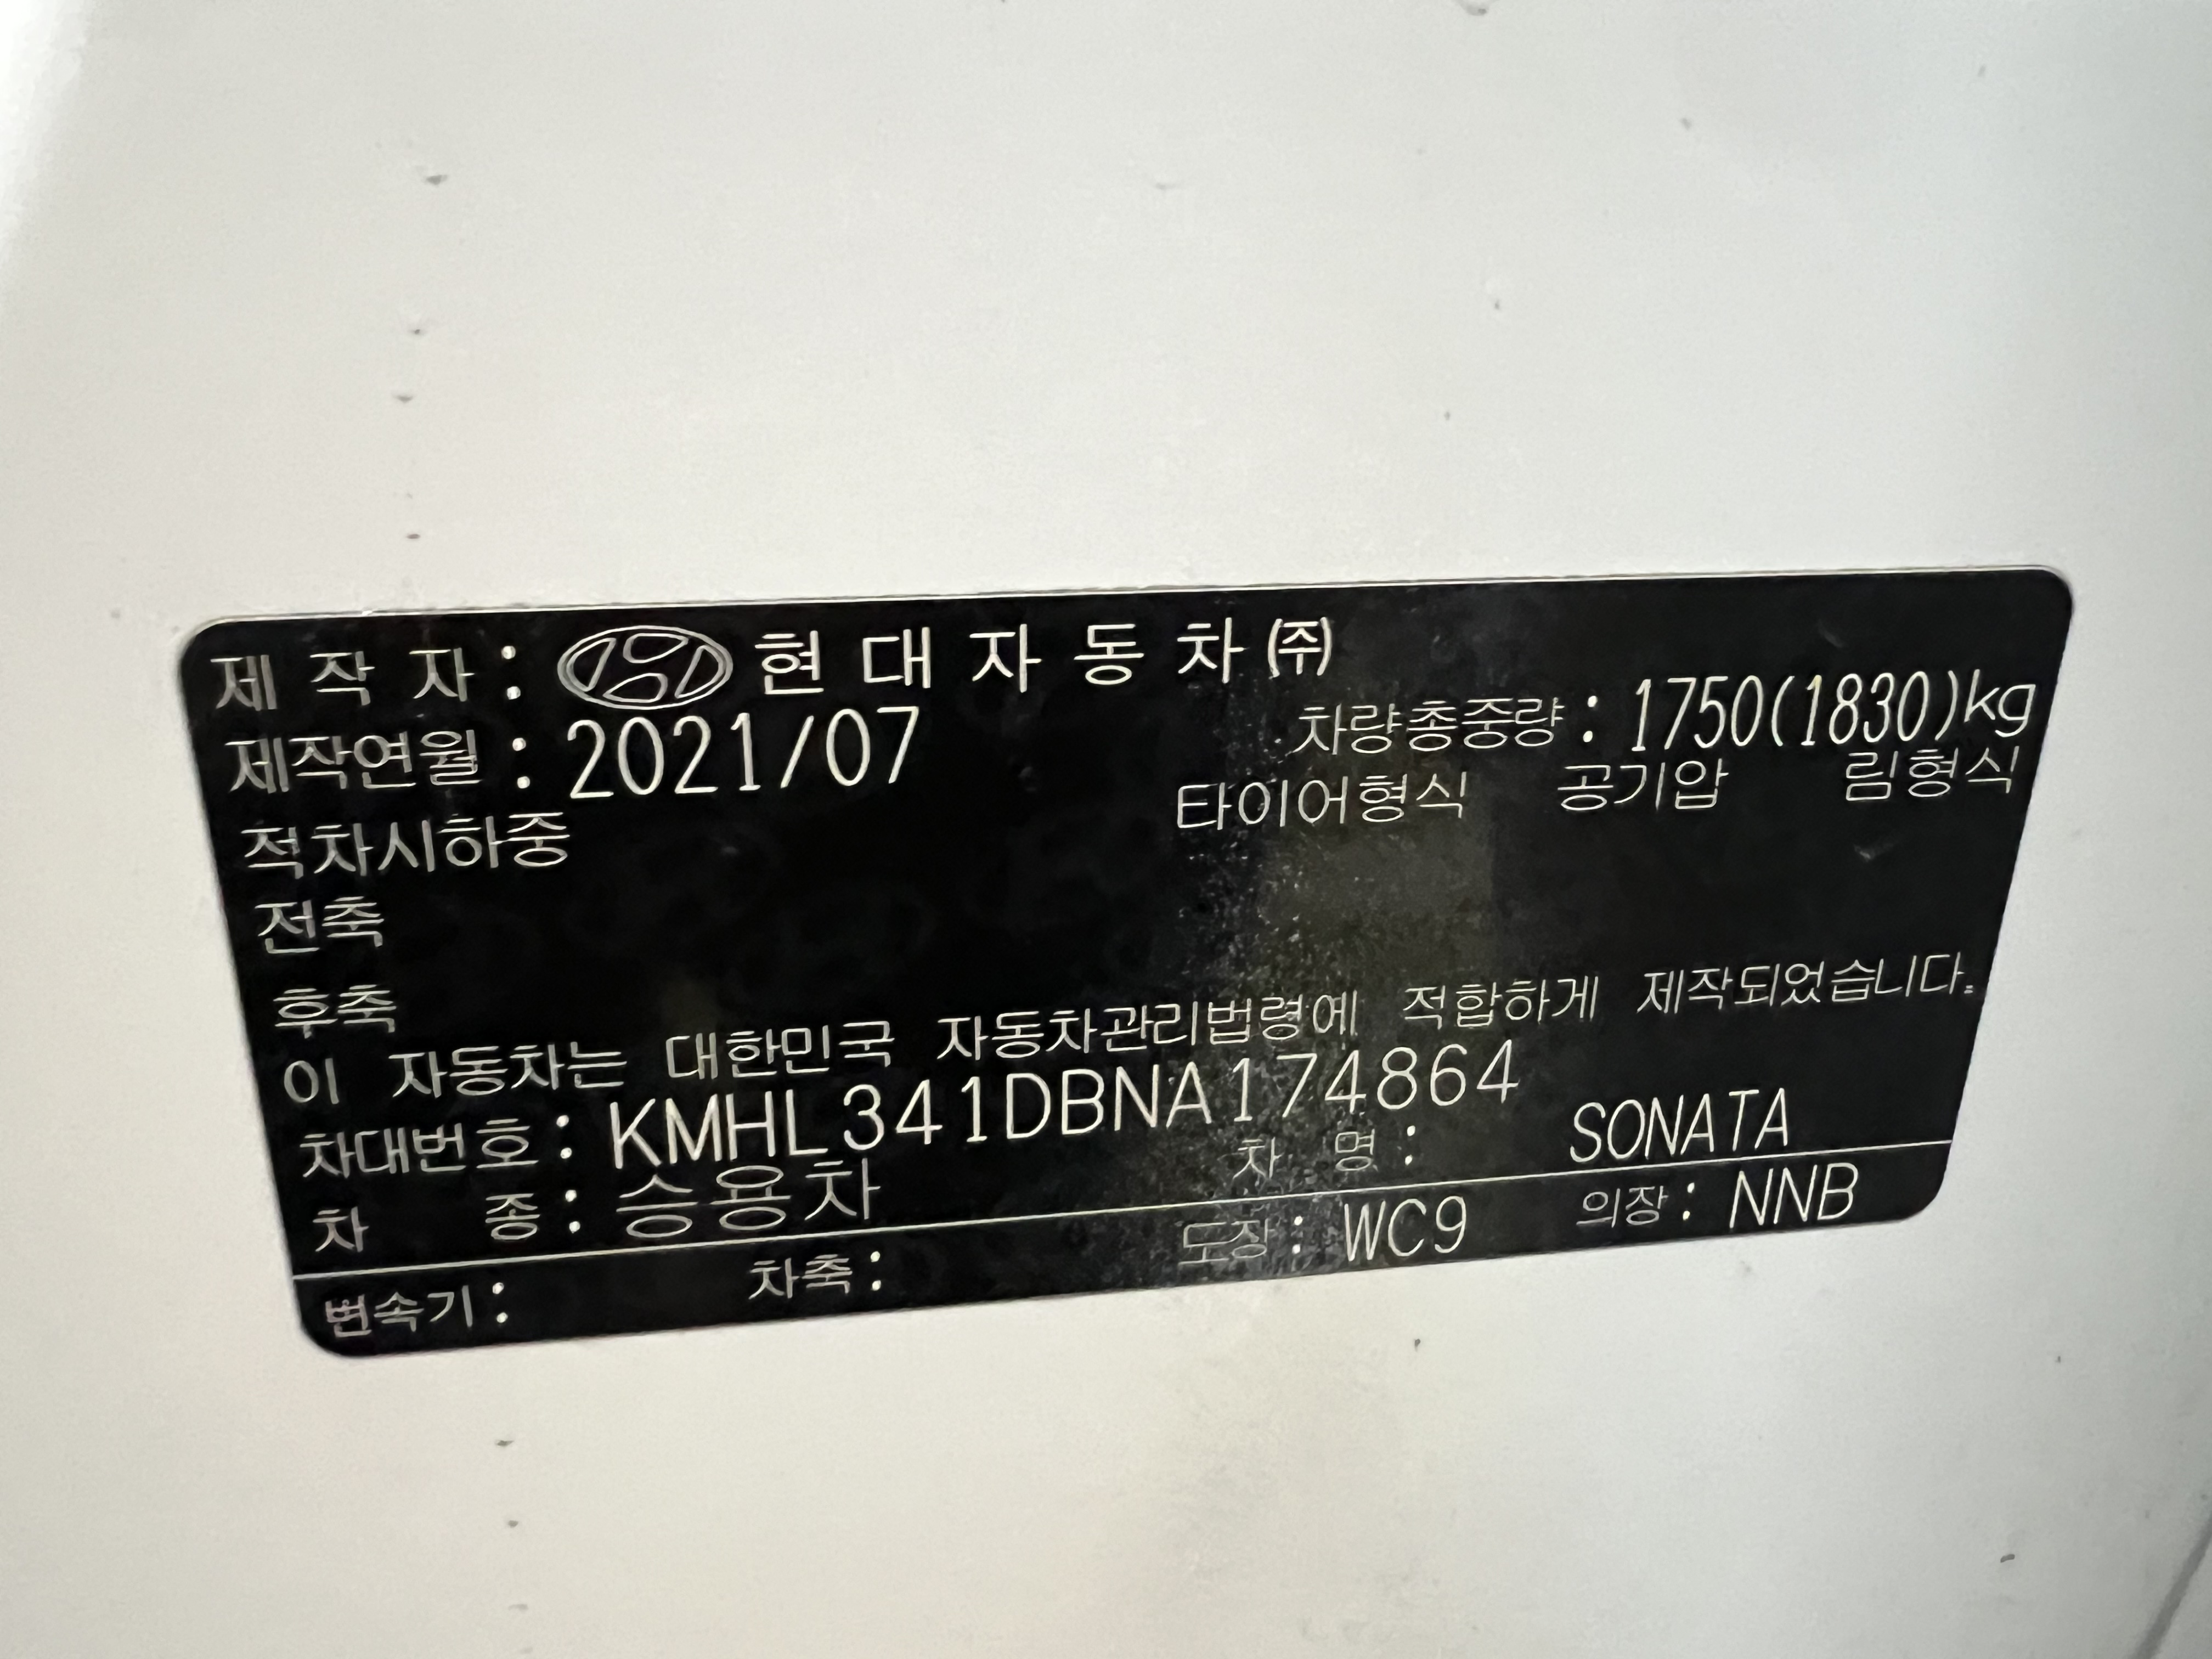 제 작 자 : 현 대 자 동 차 ㈜
제작연월 : 2021/07
차량총중량 : 1750(1830)kg
적차시하중
타이어형식 공기압 림형식
전축
후축
이 자동차는 대한민국 자동차관리법령에 적합하게 제작되었습니다.
차대번호 : KMHL341DBNA174864
차 종 : 승용차 차 명 : SONATA
변속기 : 차축 : 도장 : WC9 의장 : NNB